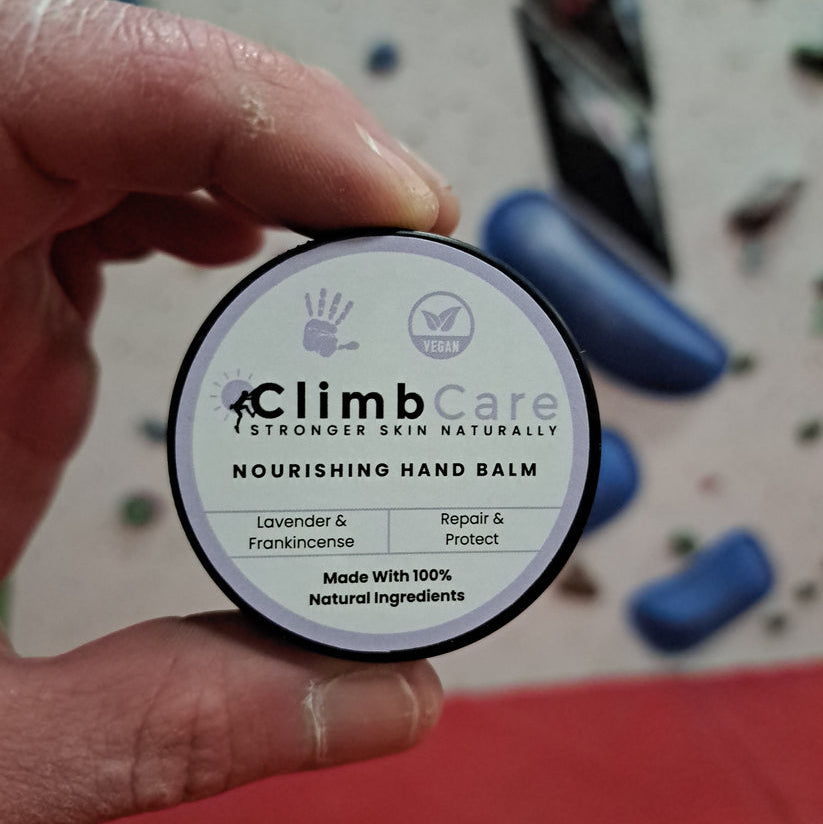 VEGAN
ClimbCare
STRONGER SKIN NATURALLY
NOURISHING HAND BALM
Lavender &
Frankincense
Repair &
Protect
Made With 100%
Natural Ingredients